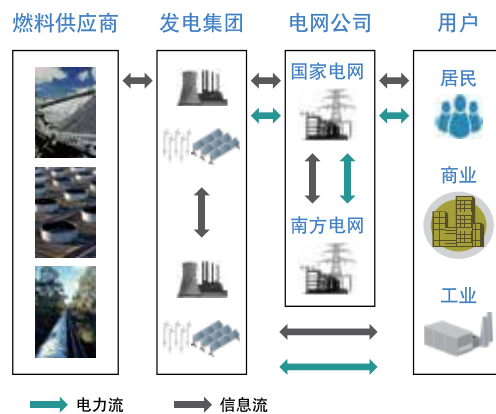 燃料供应商
发电集团
电网公司
用户
国家电网
南方电网
居民
商业
工业
电力流
信息流